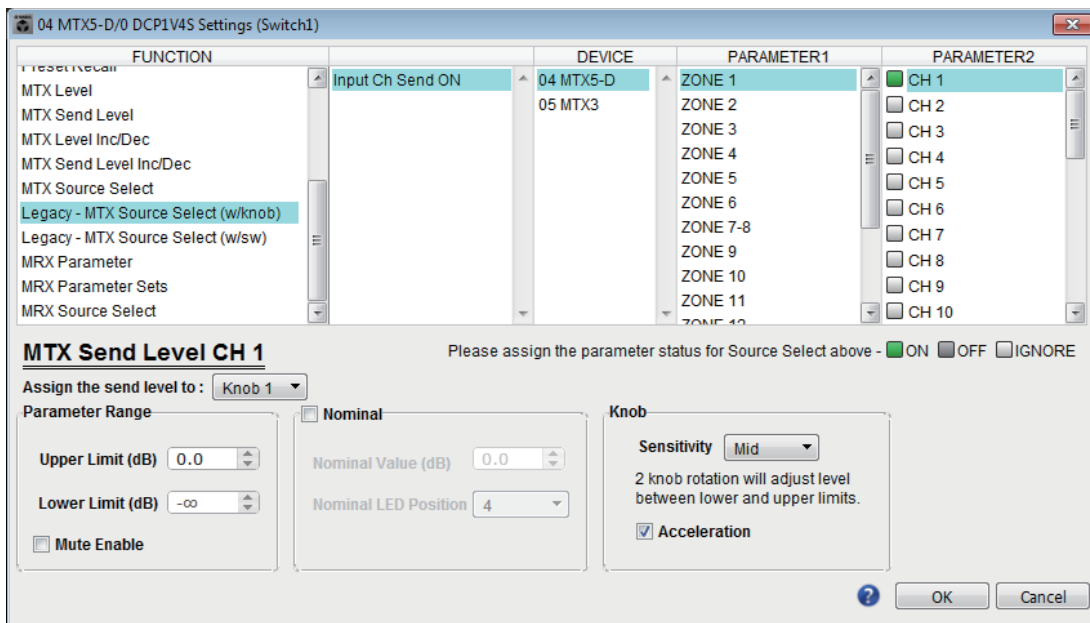 04 MTX5-D/0 DCP1V4S Settings (Switch1)
FUNCTION
DEVICE
PARAMETER1
PARAMETER2
Preset Recall
MTX Level
MTX Send Level
MTX Level Inc/Dec
MTX Send Level Inc/Dec
MTX Source Select
Legacy - MTX Source Select (w/knob)
Legacy - MTX Source Select (w/sw)
MRX Parameter
MRX Parameter Sets
MRX Source Select
Input Ch Send ON
04 MTX5-D
05 MTX3
ZONE 1
ZONE 2
ZONE 3
ZONE 4
ZONE 5
ZONE 6
ZONE 7-8
ZONE 9
ZONE 10
ZONE 11
ZONE 12
CH 1
CH 2
CH 3
CH 4
CH 5
CH 6
CH 7
CH 8
CH 9
CH 10
MTX Send Level CH 1
Please assign the parameter status for Source Select above - ON OFF IGNORE
Assign the send level to : Knob 1
Parameter Range
Upper Limit (dB) 0.0
Lower Limit (dB) -∞
Mute Enable
Nominal
Nominal Value (dB) 0.0
Nominal LED Position 4
Knob
Sensitivity Mid
2 knob rotation will adjust level
between lower and upper limits.
Acceleration
? OK Cancel